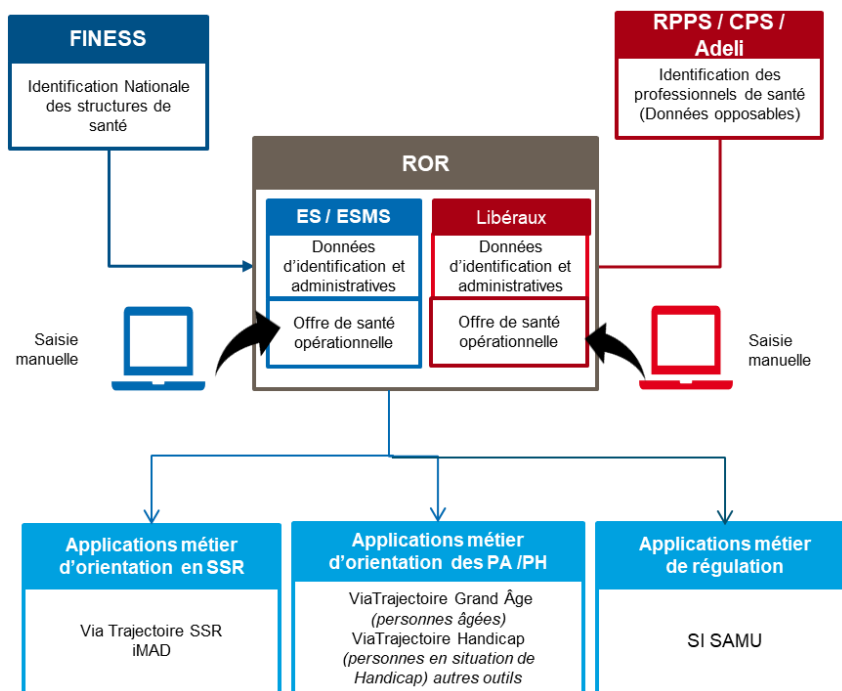 FINESS
Identification Nationale
des structures de
santé
RPPS / CPS /
Adeli
Identification des
professionnels de santé
(Données opposables)
ROR
ES / ESMS
Données
d'identification et
administratives
Offre de santé
opérationnelle
Libéraux
Données
d'identification et
administratives
Offre de santé
opérationnelle
Saisie
manuelle
Saisie
manuelle
Applications métier
d'orientation en SSR
Via Trajectoire SSR
iMAD
Applications métier
d'orientation des PA /PH
ViaTrajectoire Grand Âge
(personnes âgées)
ViaTrajectoire Handicap
(personnes en situation de
Handicap) autres outils
Applications métier
de régulation
SI SAMU